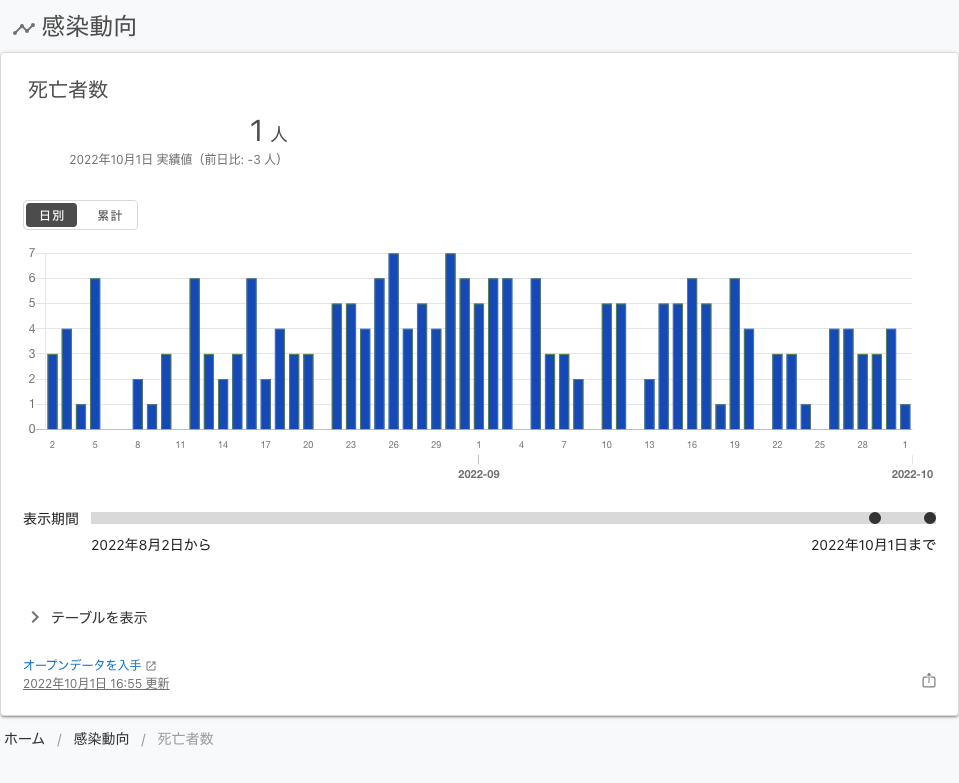 感染動向
死亡者数
1 人
2022年10月1日 実績値（前日比: -3 人）
日別 累計
7
6
5
4
3
2
1
0
2 5 8 11 14 17 20 23 26 29 1 4 7 10 13 16 19 22 25 28 1
2022-09 2022-10
表示期間
2022年8月2日から 2022年10月1日まで
テーブルを表示
オープンデータを入手
2022年10月1日 16:55 更新
ホーム / 感染動向 / 死亡者数